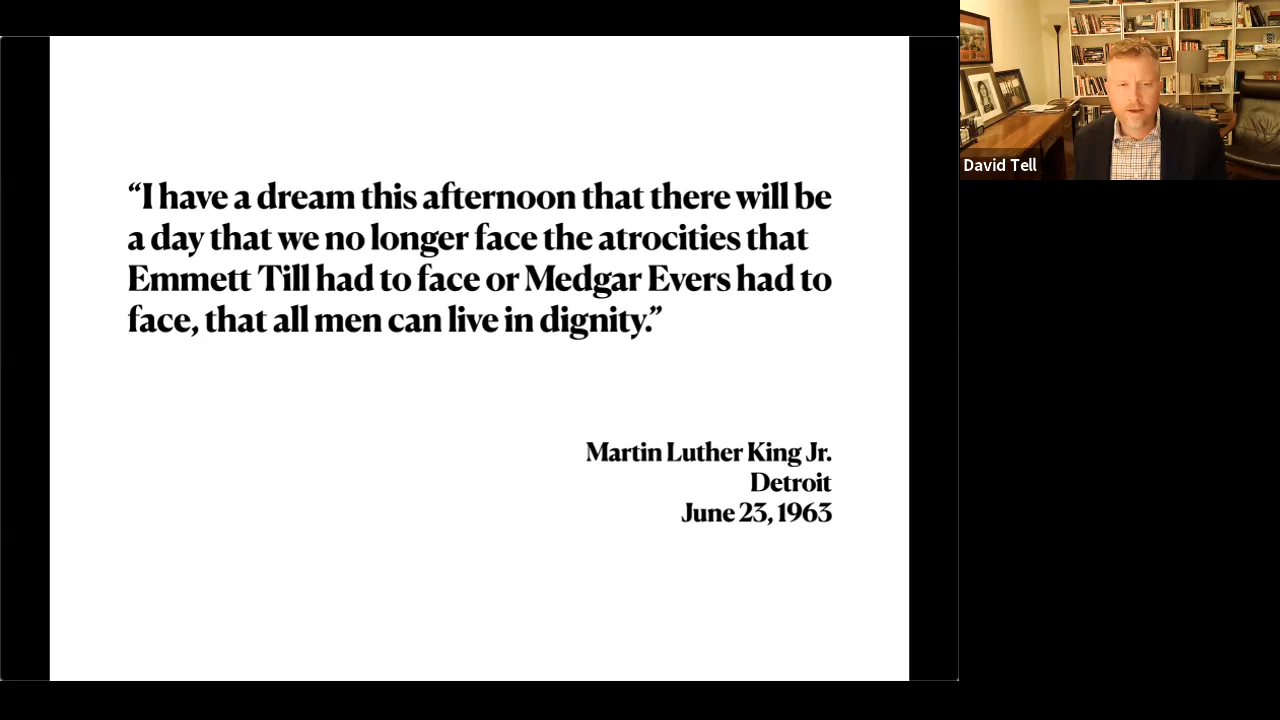 “I have a dream this afternoon that there will be
a day that we no longer face the atrocities that
Emmett Till had to face or Medgar Evers had to
face, that all men can live in dignity.”
Martin Luther King Jr.
Detroit
June 23, 1963
David Tell